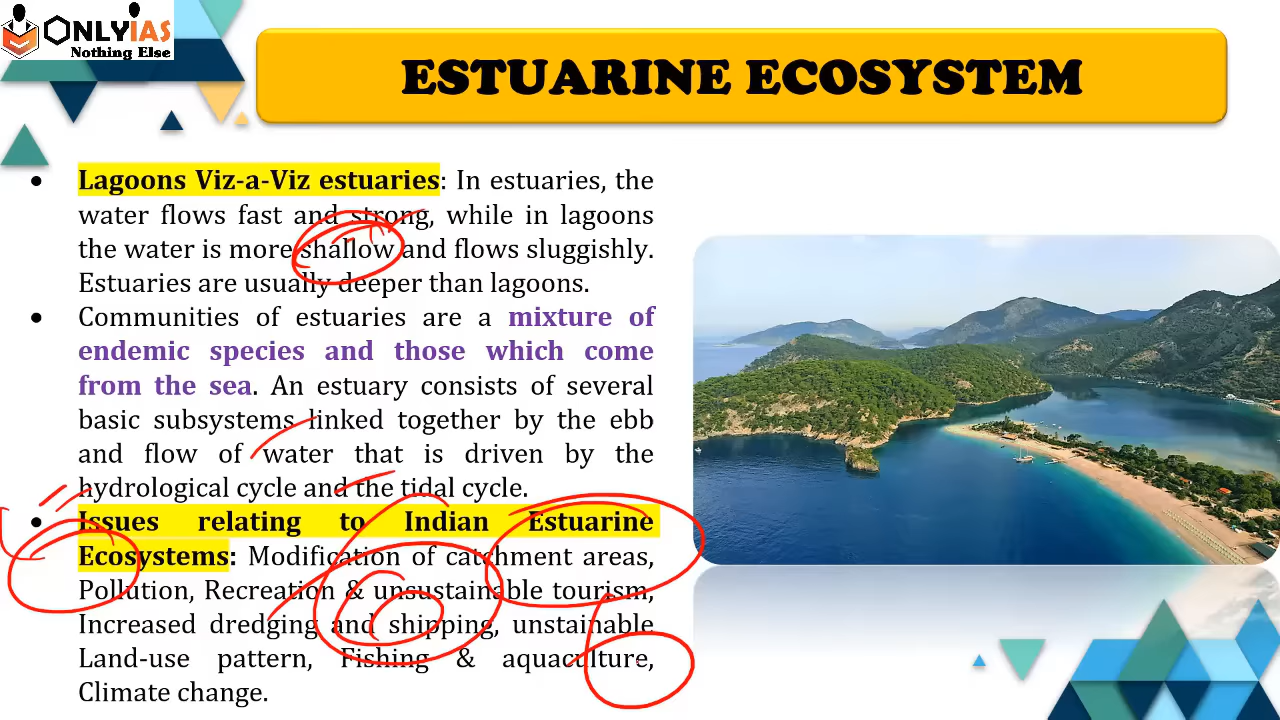 ONLYIAS
Nothing Else
ESTUARINE ECOSYSTEM
• Lagoons Viz-a-Viz estuaries: In estuaries, the
water flows fast and strong, while in lagoons
the water is more shallow and flows sluggishly.
Estuaries are usually deeper than lagoons.
• Communities of estuaries are a mixture of
endemic species and those which come
from the sea. An estuary consists of several
basic subsystems linked together by the ebb
and flow of water that is driven by the
hydrological cycle and the tidal cycle.
• Issues relating to Indian Estuarine
Ecosystems: Modification of catchment areas,
Pollution, Recreation & unsustainable tourism,
Increased dredging and shipping, unstainable
Land-use pattern, Fishing & aquaculture,
Climate change.